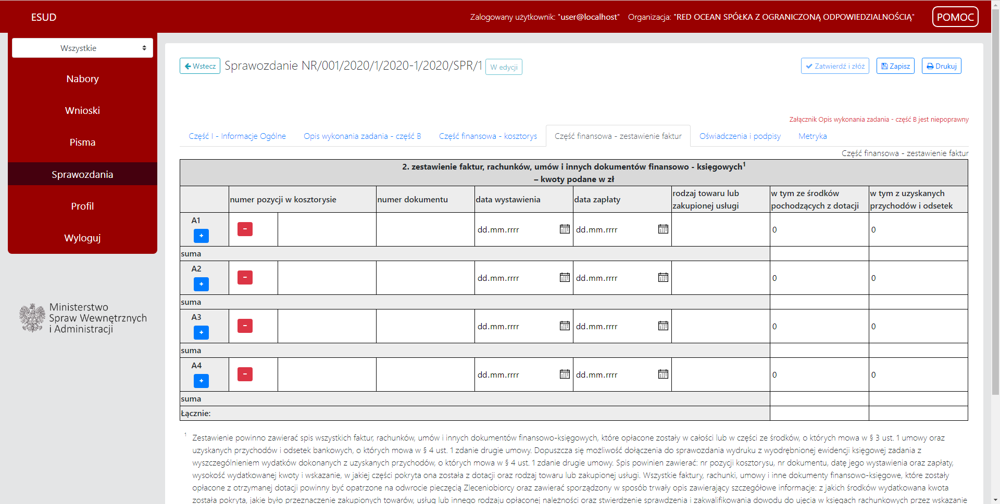 ESUD
Zalogowany użytkownik: "user@localhost" Organizacja: "RED OCEAN SPÓŁKA Z OGRANICZONĄ ODPOWIEDZIALNOŚCIĄ" POMOC
Wszystkie
Nabory
Wnioski
Pisma
Sprawozdania
Profil
Wyloguj
Ministerstwo
Spraw Wewnętrznych
i Administracji
Wstecz Sprawozdanie NR/001/2020/1/2020-1/2020/SPR/1 W edycji Zatwierdź i złóż Zapisz Drukuj
Załącznik Opis wykonania zadania - część B jest niepoprawny
Część I - Informacje Ogólne Opis wykonania zadania - część B Część finansowa - kosztorys Część finansowa - zestawienie faktur Oświadczenia i podpisy Metryka
Część finansowa - zestawienie faktur
2. zestawienie faktur, rachunków, umów i innych dokumentów finansowo - księgowych1
– kwoty podane w zł
numer pozycji w kosztorysie numer dokumentu data wystawienia data zapłaty rodzaj towaru lub zakupionej usługi w tym ze środków pochodzących z dotacji w tym z uzyskanych przychodów i odsetek
A1
+ - dd.mm.rrrr dd.mm.rrrr 0 0
suma
A2
+ - dd.mm.rrrr dd.mm.rrrr 0 0
suma
A3
+ - dd.mm.rrrr dd.mm.rrrr 0 0
suma
A4
+ - dd.mm.rrrr dd.mm.rrrr 0 0
suma
Łącznie:
1 Zestawienie powinno zawierać spis wszystkich faktur, rachunków, umów i innych dokumentów finansowo-księgowych, które opłacone zostały w całości lub w części ze środków, o których mowa w § 3 ust. 1 umowy oraz
uzyskanych przychodów i odsetek bankowych, o których mowa w § 4 ust. 1 zdanie drugie umowy. Dopuszcza się możliwość dołączenia do sprawozdania wydruku z wyodrębnionej ewidencji księgowej zadania z
wyszczególnieniem wydatków dokonanych z uzyskanych przychodów, o których mowa w § 4 ust. 1 zdanie drugie umowy. Spis powinien zawierać: nr pozycji kosztorysu, nr dokumentu, datę jego wystawienia oraz zapłaty,
wysokość wydatkowanej kwoty i wskazanie, w jakiej części pokryta ona została z dotacji oraz rodzaj towaru lub zakupionej usługi. Wszystkie faktury, rachunki, umowy i inne dokumenty finansowo-księgowe, które zostały
opłacone z otrzymanej dotacji powinny być opatrzone na odwrocie pieczęcią Zleceniobiorcy oraz zawierać sporządzony w sposób trwały opis zawierający szczegółowe informacje: z jakich środków wydatkowana kwota
została pokryta, jakie było przeznaczenie zakupionych towarów, usług lub innego rodzaju opłaconej należności oraz stwierdzenie sprawdzenia i zakwalifikowania dowodu do ujęcia w księgach rachunkowych przez wskazanie